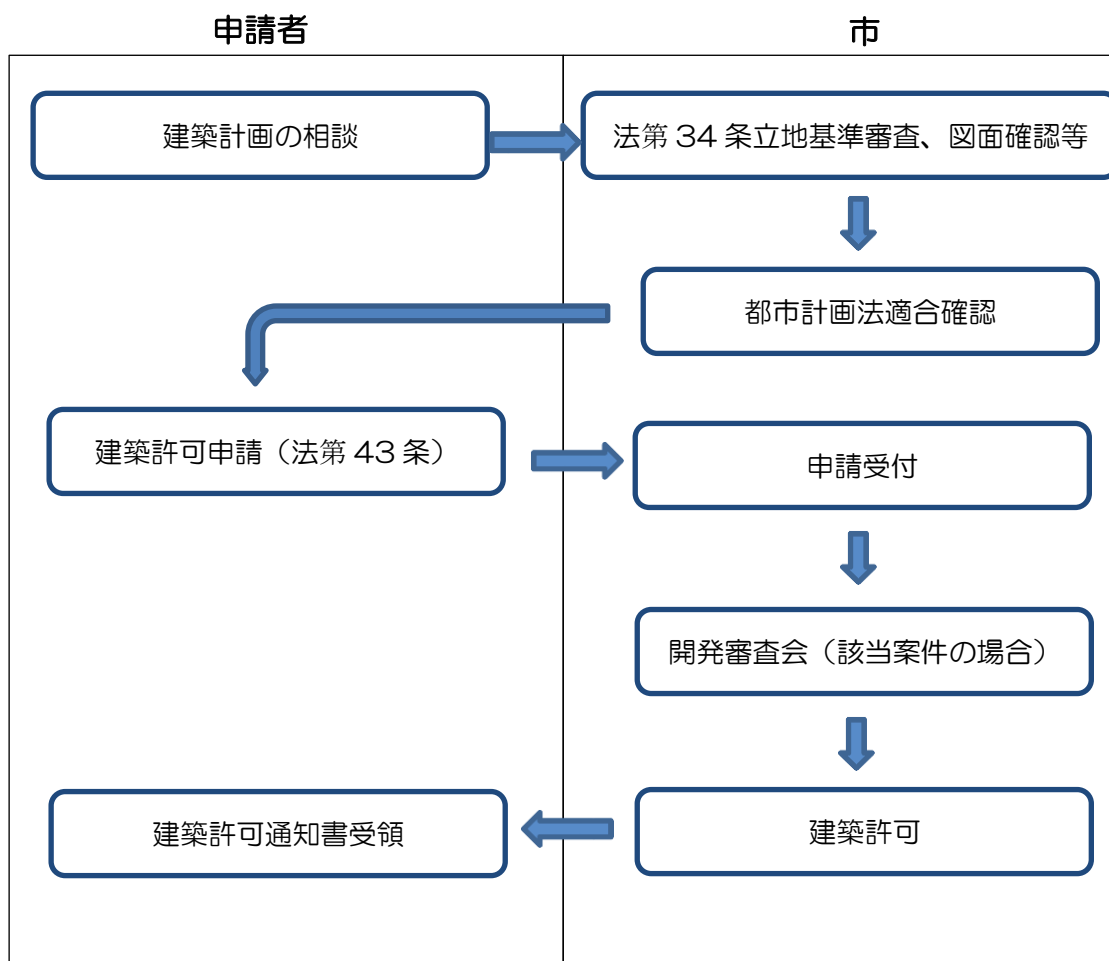 申請者
市
建築計画の相談
法第 34 条立地基準審査、図面確認等
都市計画法適合確認
建築許可申請（法第 43 条）
申請受付
開発審査会（該当案件の場合）
建築許可
建築許可通知書受領